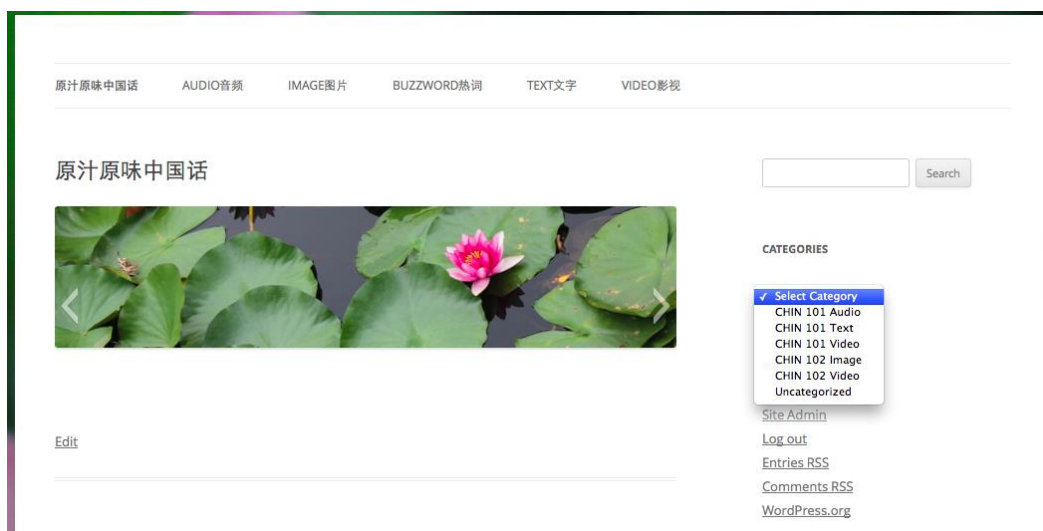 原汁原味中国话 AUDIO音频 IMAGE图片 BUZZWORD热词 TEXT文字 VIDEO影视
原汁原味中国话
Search
CATEGORIES
✓ Select Category
CHIN 101 Audio
CHIN 101 Text
CHIN 101 Video
CHIN 102 Image
CHIN 102 Video
Uncategorized
Site Admin
Log out
Entries RSS
Comments RSS
WordPress.org
Edit